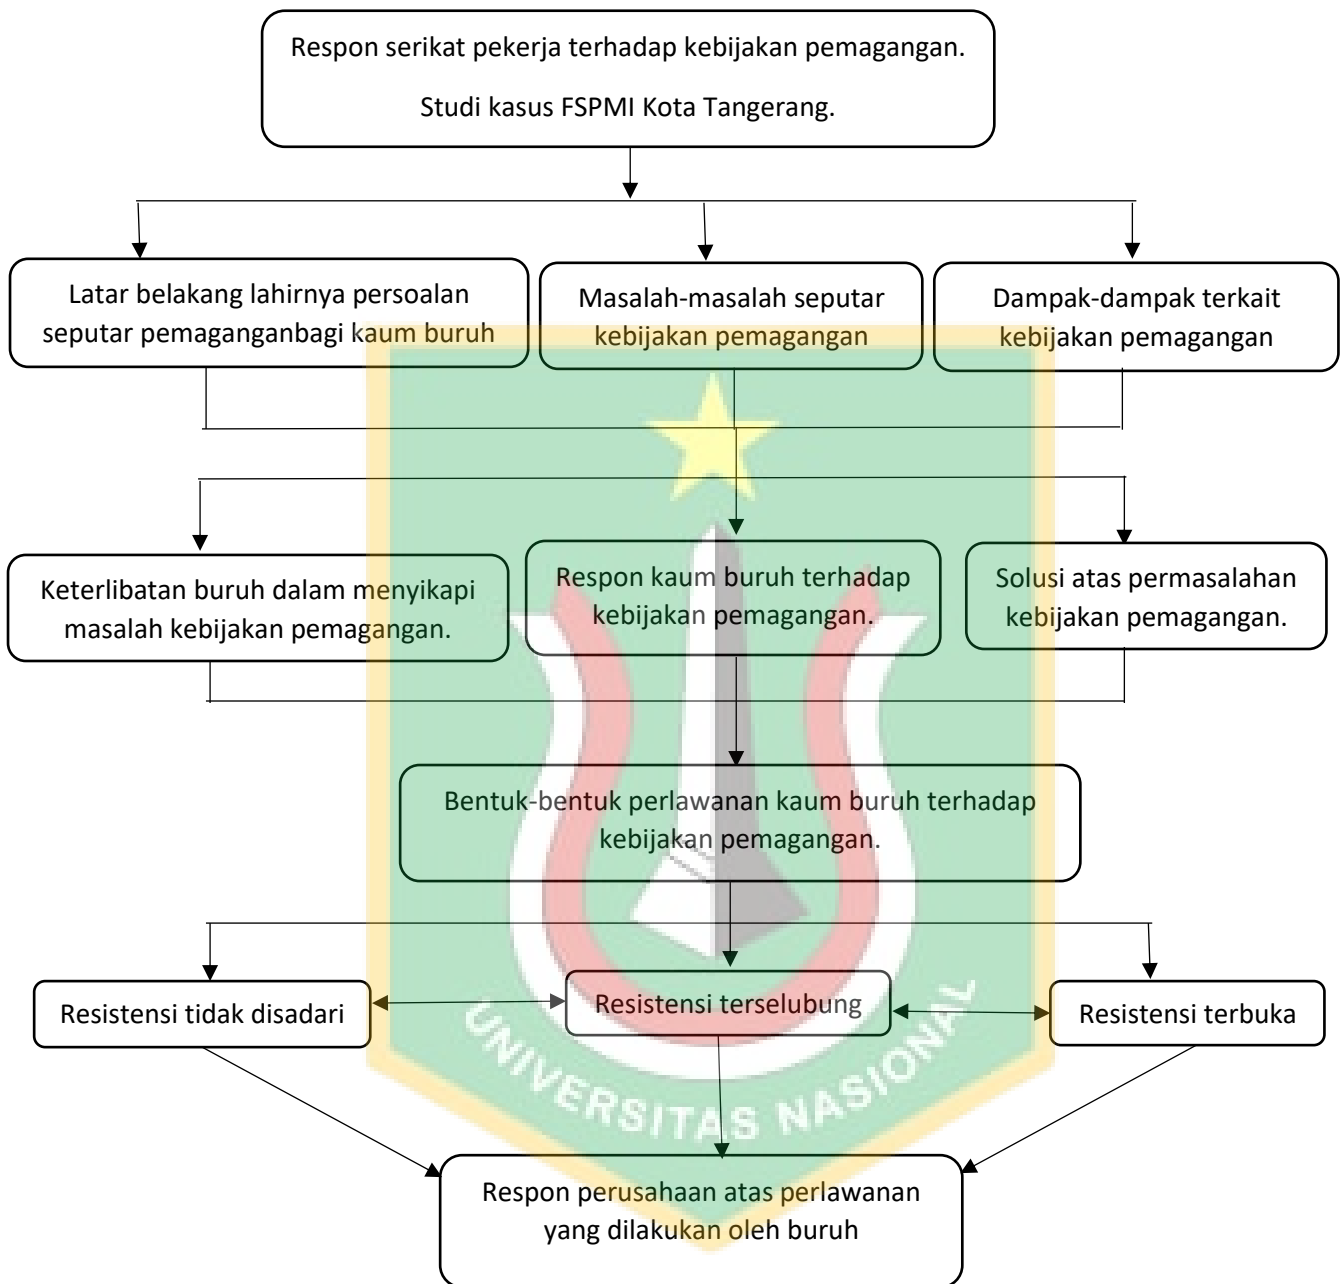 Respon serikat pekerja terhadap kebijakan pemagangan.
Studi kasus FSPMI Kota Tangerang.
Latar belakang lahirnya persoalan
seputar pemaganganbagi kaum buruh
Masalah-masalah seputar
kebijakan pemagangan
Dampak-dampak terkait
kebijakan pemagangan
Keterlibatan buruh dalam menyikapi
masalah kebijakan pemagangan.
Respon kaum buruh terhadap
kebijakan pemagangan.
Solusi atas permasalahan
kebijakan pemagangan.
Bentuk-bentuk perlawanan kaum buruh terhadap
kebijakan pemagangan.
Resistensi tidak disadari
Resistensi terselubung
Resistensi terbuka
UNIVERSITAS NASIONAL
Respon perusahaan atas perlawanan
yang dilakukan oleh buruh